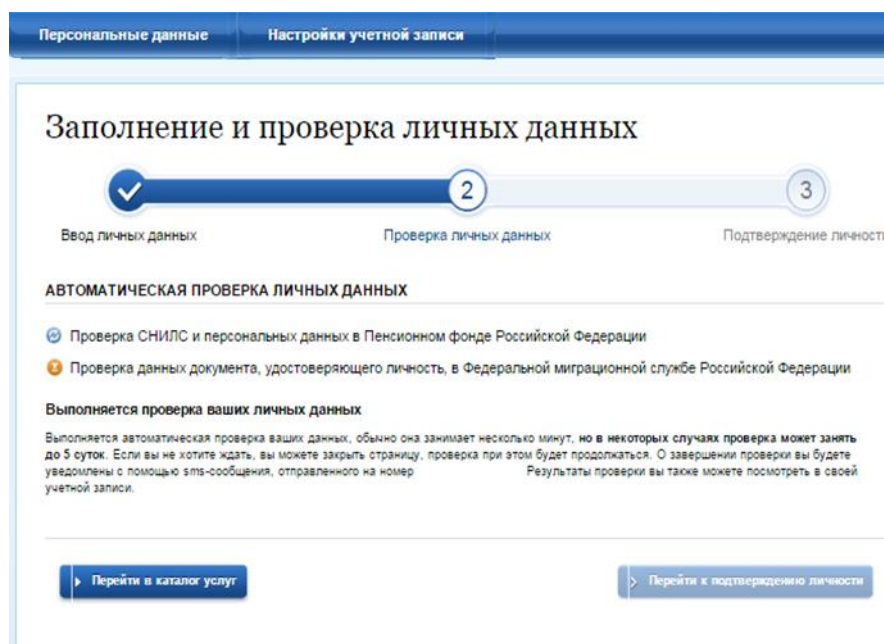 Персональные данные Настройки учетной записи
Заполнение и проверка личных данных
2 3
Ввод личных данных Проверка личных данных Подтверждение личност
АВТОМАТИЧЕСКАЯ ПРОВЕРКА ЛИЧНЫХ ДАННЫХ
Проверка СНИЛС и персональных данных в Пенсионном фонде Российской Федерации
Проверка данных документа, удостоверяющего личность, в Федеральной миграционной службе Российской Федерации
Выполняется проверка ваших личных данных
Выполняется автоматическая проверка ваших данных, обычно она занимает несколько минут, но в некоторых случаях проверка может занять
до 5 суток. Если вы не хотите ждать, вы можете закрыть страницу, проверка при этом будет продолжаться. О завершении проверки вы будете
уведомлены с помощью sms-сообщения, отправленного на номер Результаты проверки вы также можете посмотреть в своей
учетной записи.
Перейти в каталог услуг Перейти к подтверждению личности